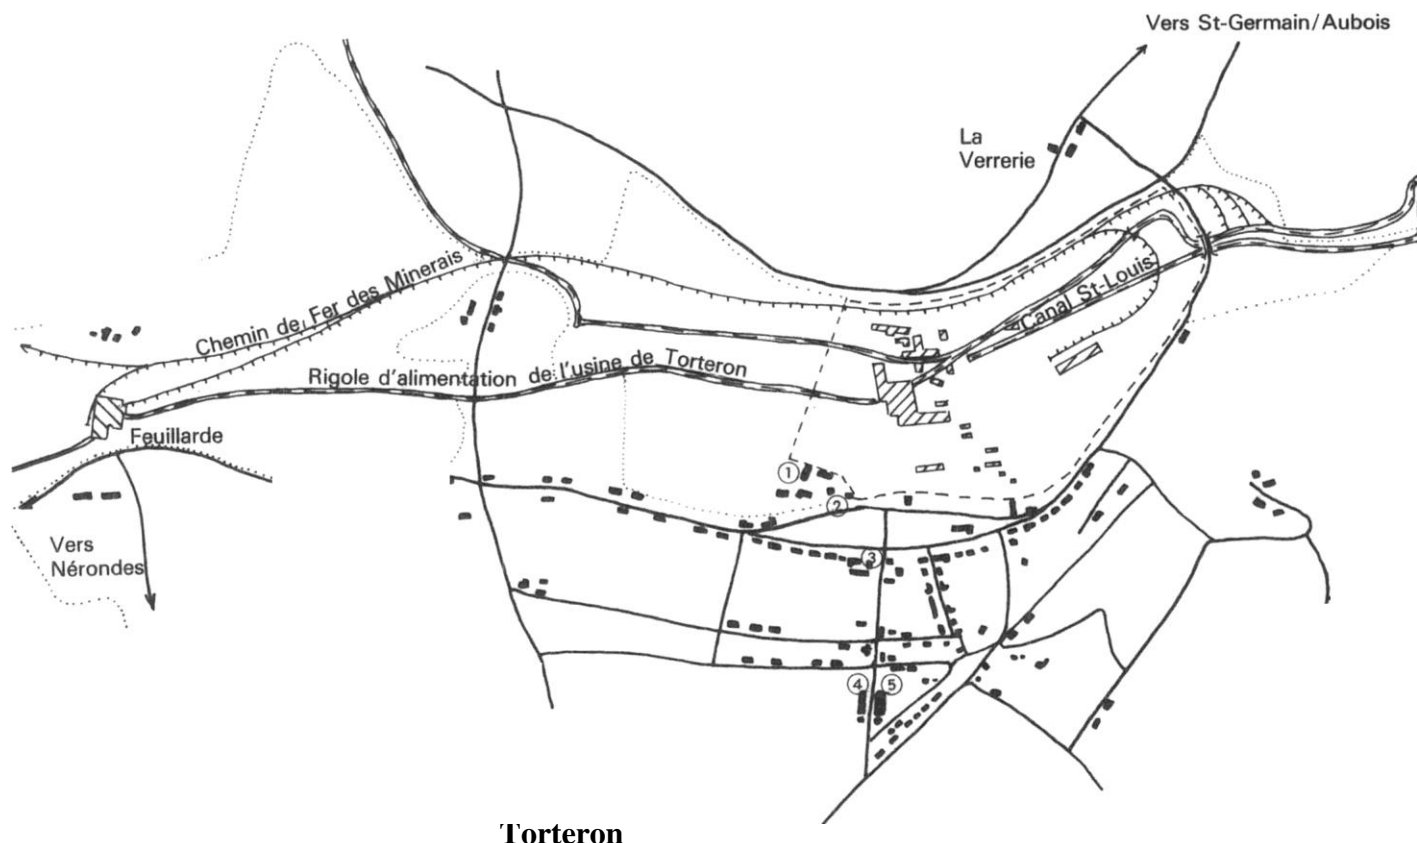 Vers St-Germain/Aubois
La
Verrerie
Chemin de Fer des Minerais
Canal St-Louis
Rigole d'alimentation de l'usine de Torteron
Feuillarde
Vers
Nérondes
1
2
3
4
5
Torteron